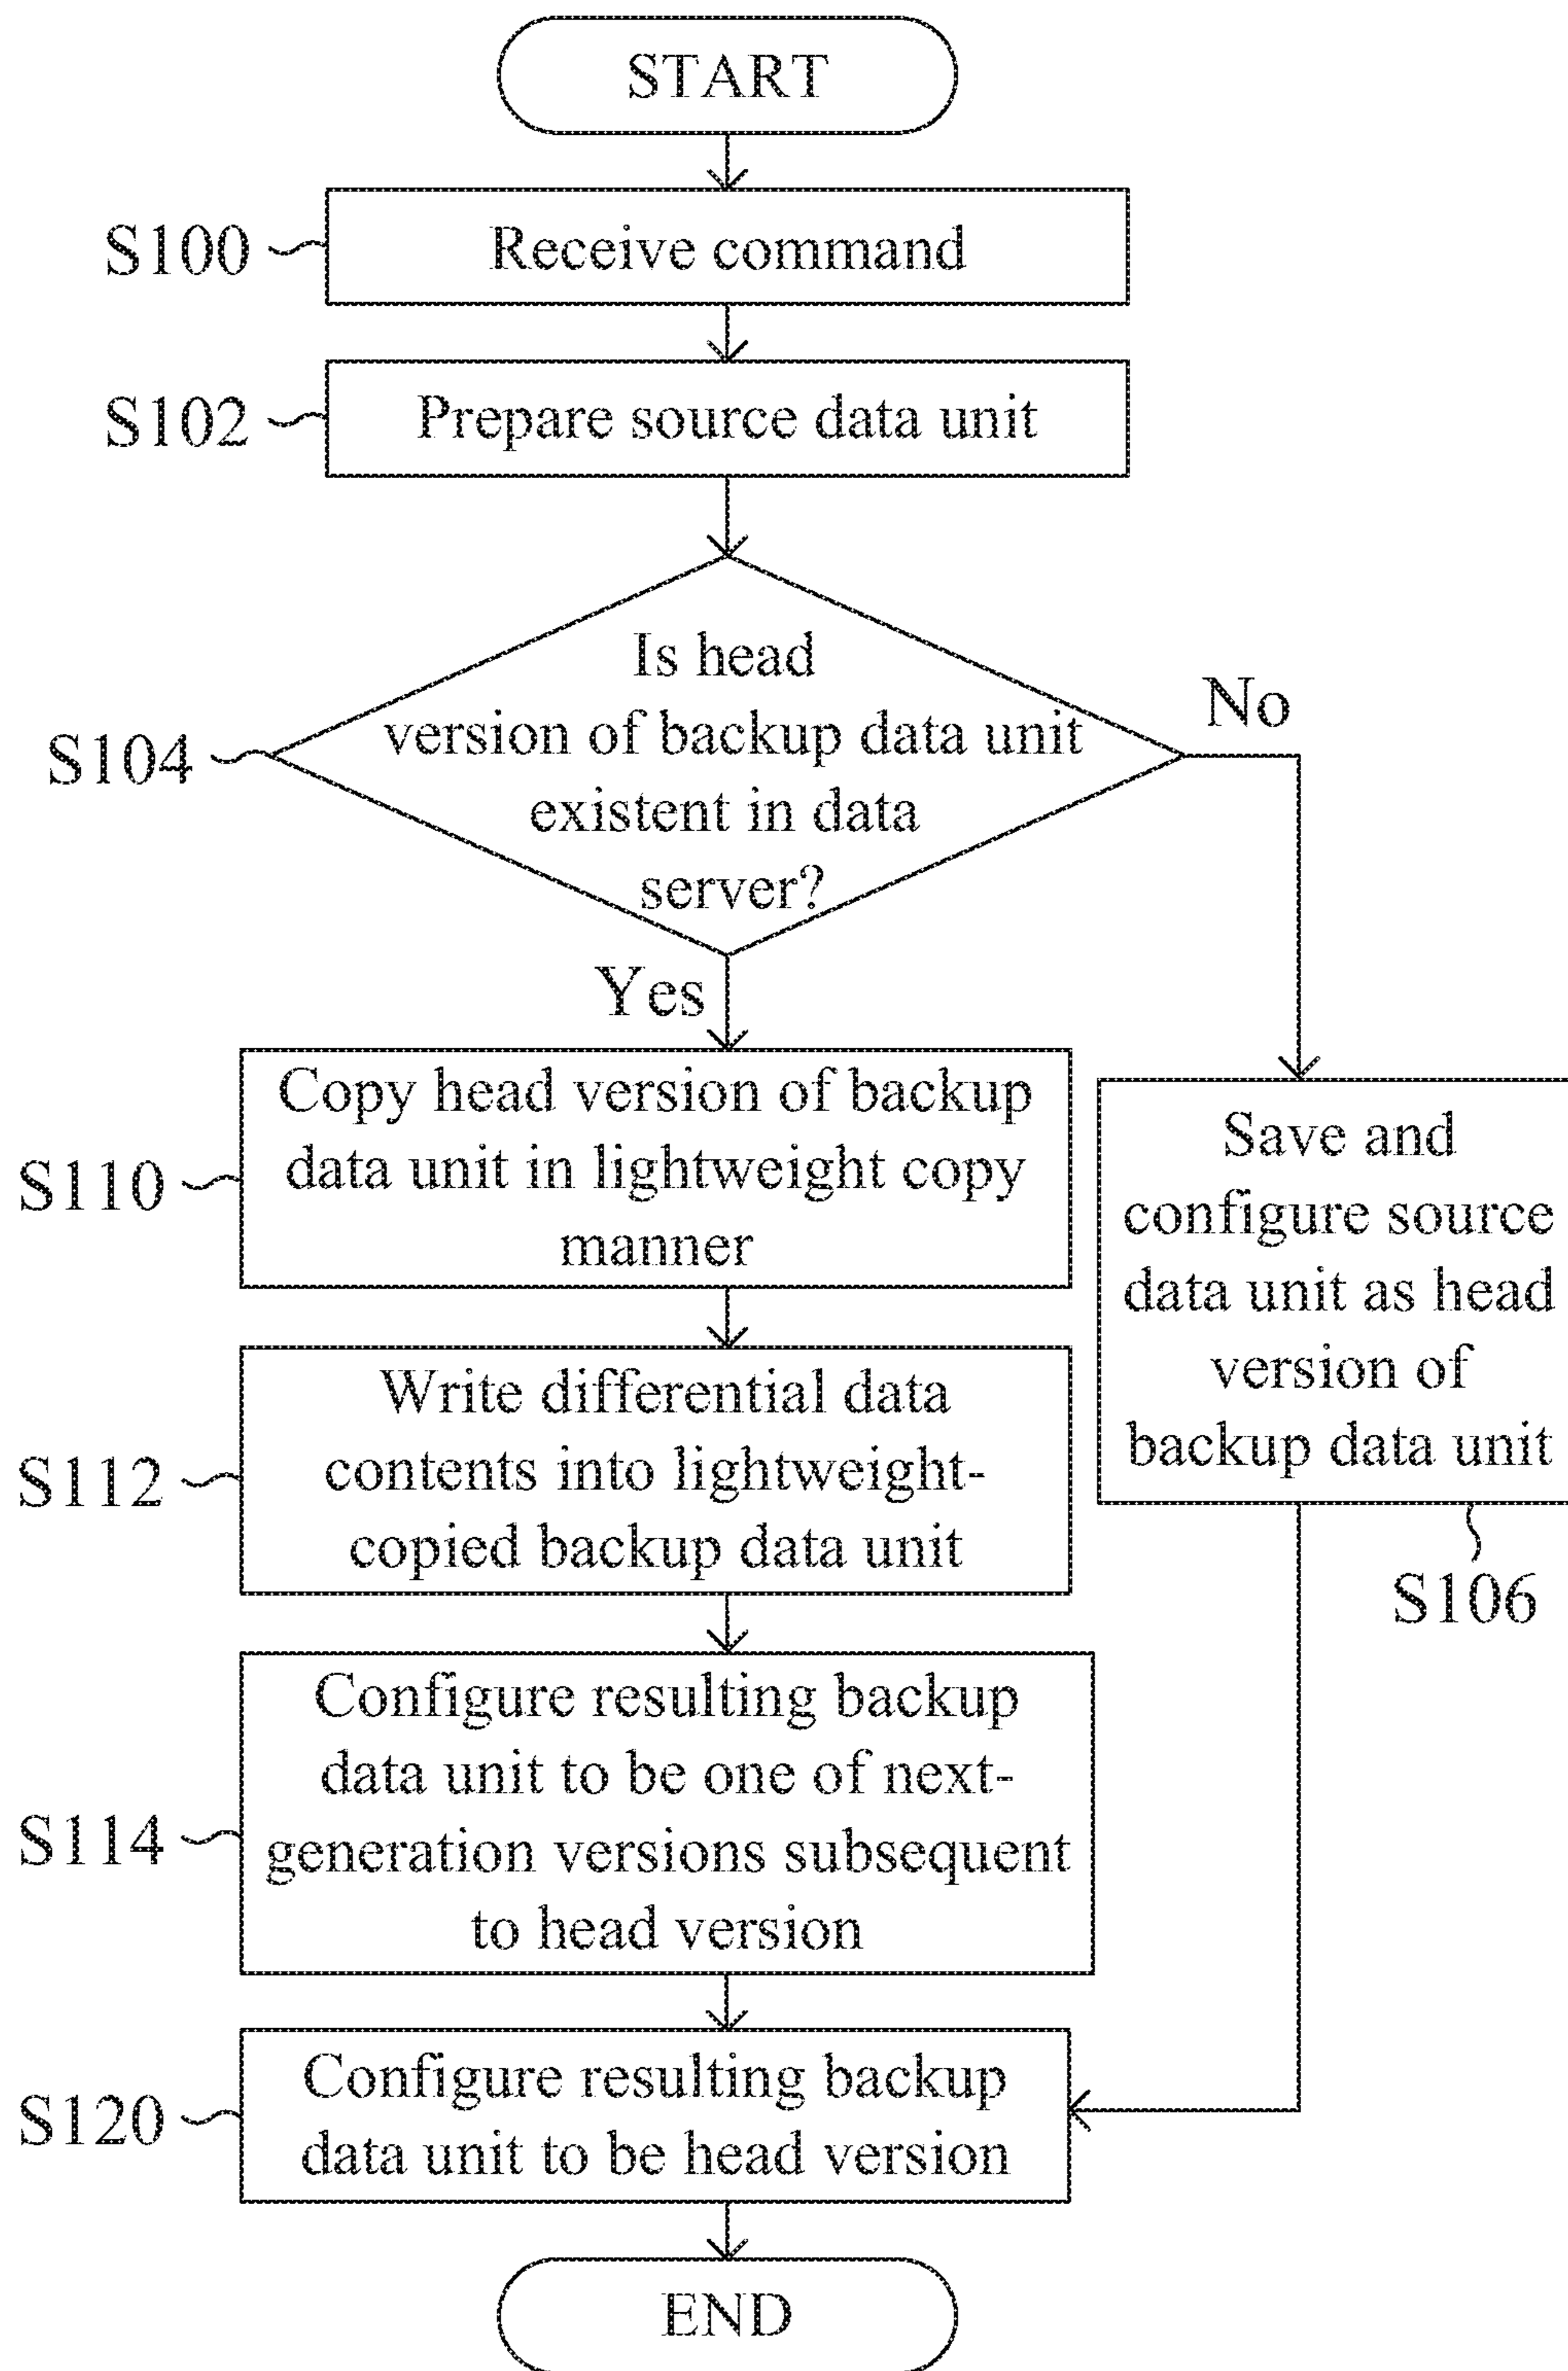 START
S100
Receive command
S102
Prepare source data unit
S104
Is head
version of backup data unit
existent in data
server?
No
Yes
S110
Copy head version of backup
data unit in lightweight copy
manner
Save and
configure source
data unit as head
version of
backup data unit
S106
S112
Write differential data
contents into lightweight-
copied backup data unit
S114
Configure resulting backup
data unit to be one of next-
generation versions subsequent
to head version
S120
Configure resulting backup
data unit to be head version
END